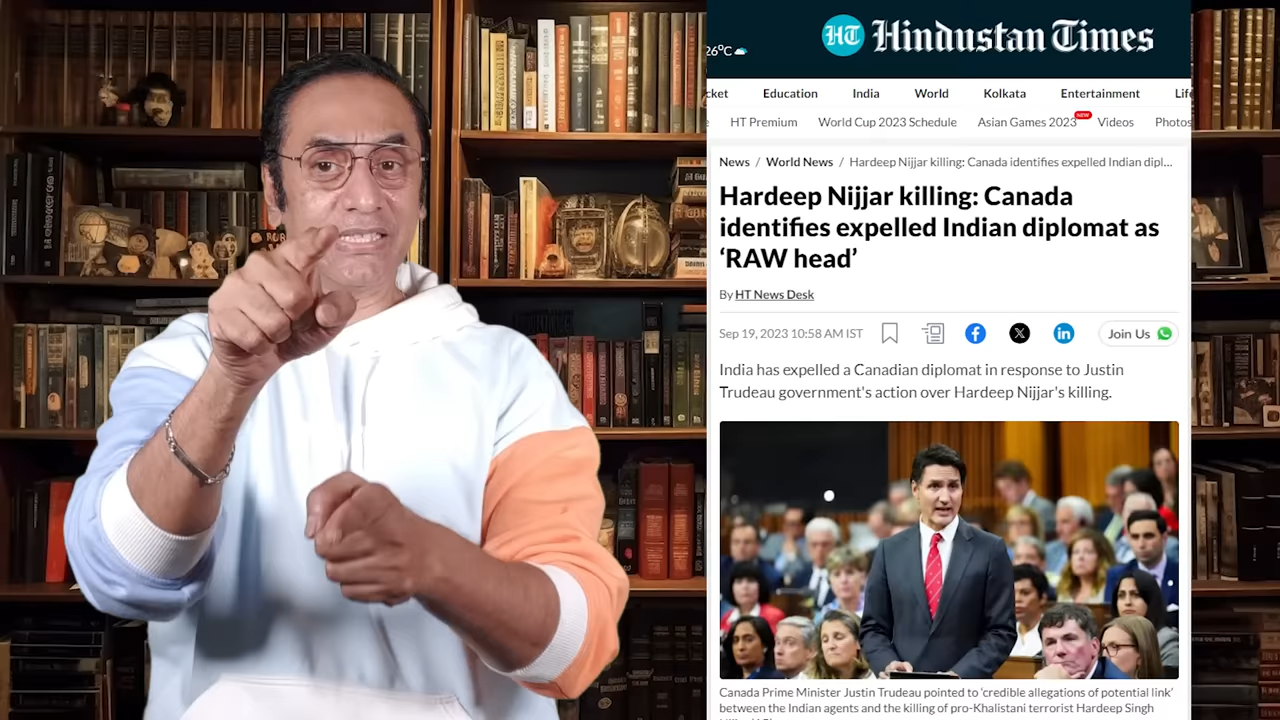 HT Hindustan Times
26°C
cket Education India World Kolkata Entertainment Life
HT Premium World Cup 2023 Schedule Asian Games 2023 NEW Videos Photos
News / World News / Hardeep Nijjar killing: Canada identifies expelled Indian dipl...
Hardeep Nijjar killing: Canada
identifies expelled Indian diplomat as
‘RAW head’
By HT News Desk
Sep 19, 2023 10:58 AM IST Join Us
India has expelled a Canadian diplomat in response to Justin
Trudeau government's action over Hardeep Nijjar's killing.
Canada Prime Minister Justin Trudeau pointed to ‘credible allegations of potential link’
between the Indian agents and the killing of pro-Khalistani terrorist Hardeep Singh